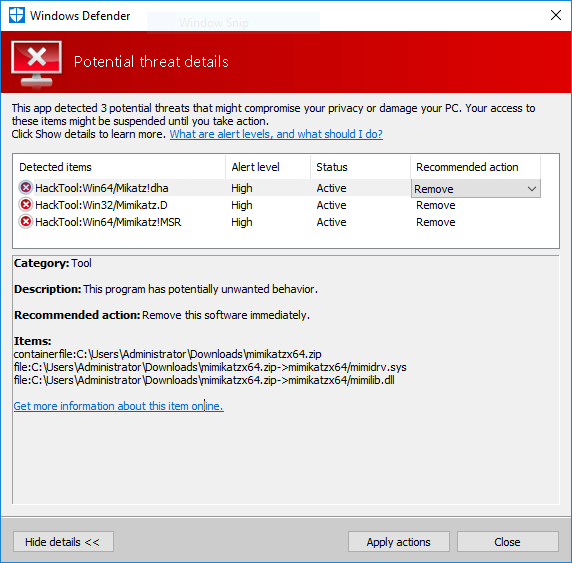 Windows Defender
Window Snip
Potential threat details
This app detected 3 potential threats that might compromise your privacy or damage your PC. Your access to
these items might be suspended until you take action.
Click Show details to learn more. What are alert levels, and what should I do?
Detected items Alert level Status Recommended action
HackTool:Win64/Mikatz!dha High Active Remove
HackTool:Win32/Mimikatz.D High Active Remove
HackTool:Win64/Mimikatz!MSR High Active Remove
Category: Tool
Description: This program has potentially unwanted behavior.
Recommended action: Remove this software immediately.
Items:
containerfile:C:\Users\Administrator\Downloads\mimikatzx64.zip
file:C:\Users\Administrator\Downloads\mimikatzx64.zip->mimikatzx64/mimidrv.sys
file:C:\Users\Administrator\Downloads\mimikatzx64.zip->mimikatzx64/mimilib.dll
Get more information about this item online.
Hide details << Apply actions Close